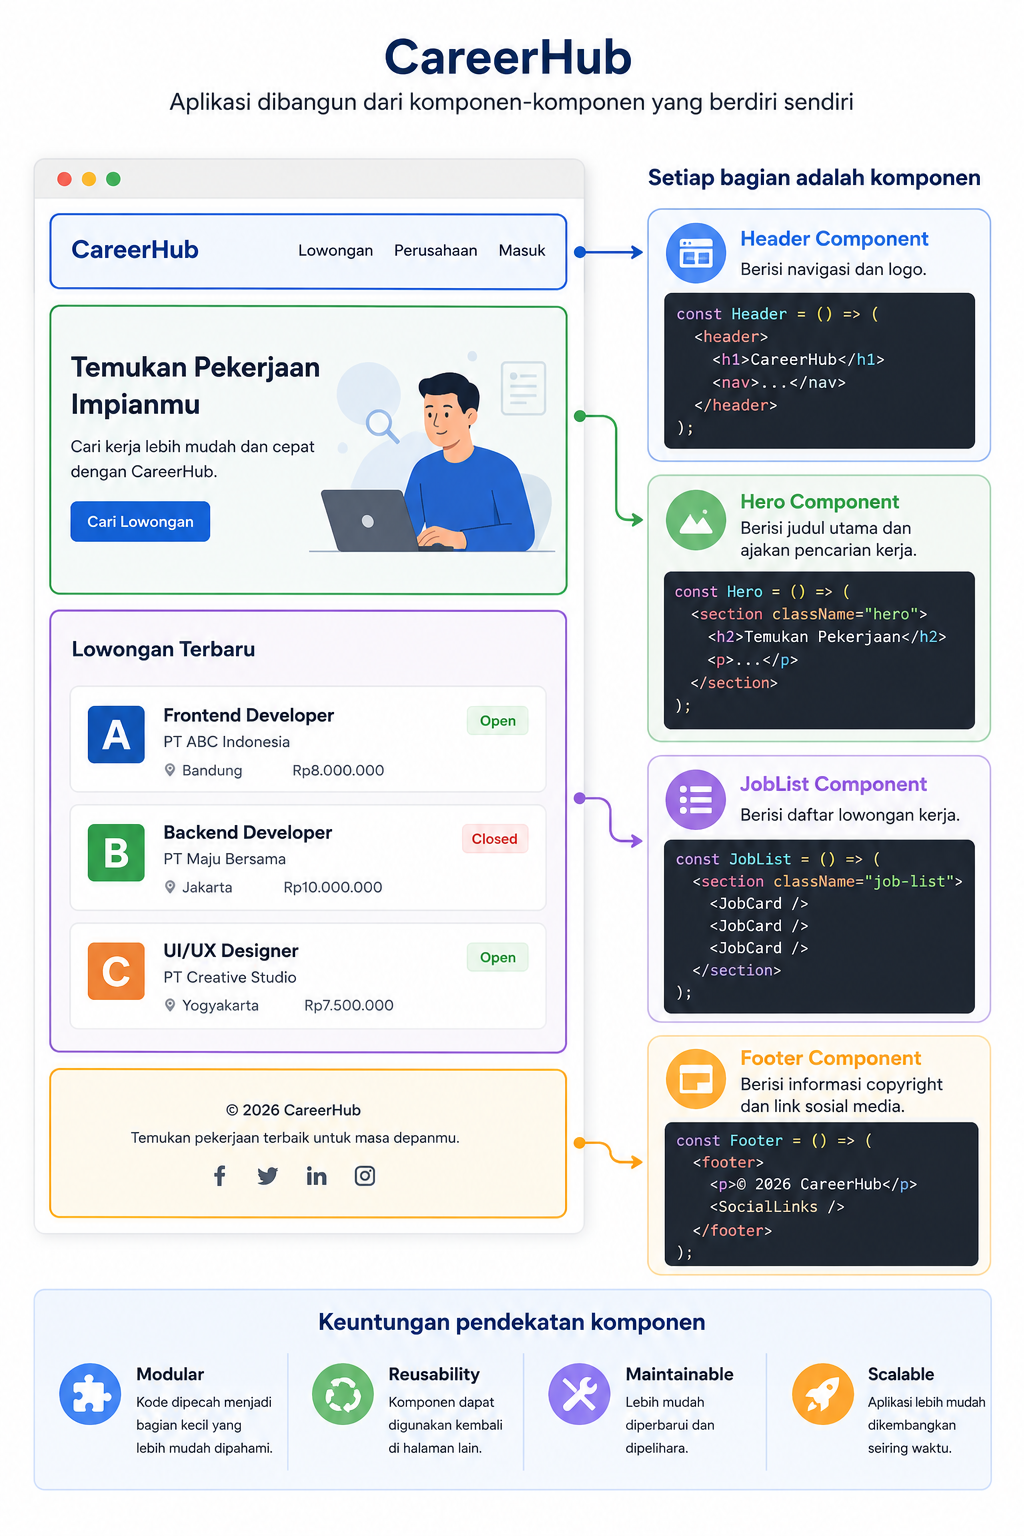 CareerHub
Aplikasi dibangun dari komponen-komponen yang berdiri sendiri
CareerHub
Lowongan Perusahaan Masuk
Temukan Pekerjaan
Impianmu
Cari kerja lebih mudah dan cepat
dengan CareerHub.
Cari Lowongan
Lowongan Terbaru
A
Frontend Developer
Open
PT ABC Indonesia
Bandung Rp8.000.000
B
Backend Developer
Closed
PT Maju Bersama
Jakarta Rp10.000.000
C
UI/UX Designer
Open
PT Creative Studio
Yogyakarta Rp7.500.000
© 2026 CareerHub
Temukan pekerjaan terbaik untuk masa depanmu.
Setiap bagian adalah komponen
Header Component
Berisi navigasi dan logo.
const Header = () => (
<header>
<h1>CareerHub</h1>
<nav>...</nav>
</header>
);
Hero Component
Berisi judul utama dan
ajakan pencarian kerja.
const Hero = () => (
<section className="hero">
<h2>Temukan Pekerjaan</h2>
<p>...</p>
</section>
);
JobList Component
Berisi daftar lowongan kerja.
const JobList = () => (
<section className="job-list">
<JobCard />
<JobCard />
<JobCard />
</section>
);
Footer Component
Berisi informasi copyright
dan link sosial media.
const Footer = () => (
<footer>
<p>© 2026 CareerHub</p>
<SocialLinks />
</footer>
);
Keuntungan pendekatan komponen
Modular
Kode dipecah menjadi
bagian kecil yang
lebih mudah dipahami.
Reusability
Komponen dapat
digunakan kembali
di halaman lain.
Maintainable
Lebih mudah
diperbarui dan
dipelihara.
Scalable
Aplikasi lebih mudah
dikembangkan
seiring waktu.